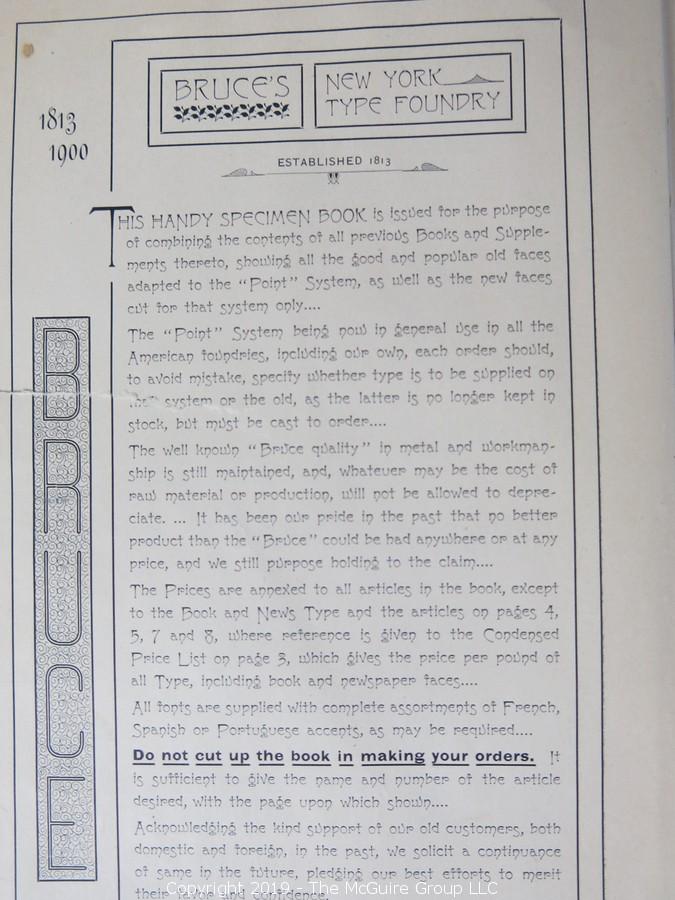 BRUCE'S
NEW YORK
TYPE FOUNDRY
1813
1900
ESTABLISHED 1813
THIS HANDY SPECIMEN BOOK is issued for the purpose
of combining the contents of all previous Books and Supple-
ments thereto, showing all the good and popular old faces
adapted to the "Point" System, as well as the new faces
cut for that system only....
The "Point" System being now in general use in all the
American foundries, including our own, each order should,
to avoid mistake, specify whether type is to be supplied on
system or the old, as the latter is no longer kept in
stock, but must be cast to order....
The well known "Bruce quality" in metal and workman-
ship is still maintained, and, whatever may be the cost of
raw material or production, will not be allowed to depre-
ciate. ... It has been our pride in the past that no better
product than the "Bruce" could be had anywhere or at any
price, and we still purpose holding to the claim....
The Prices are annexed to all articles in the book, except
to the Book and News Type and the articles on pages 4,
5, 7 and 8, where reference is given to the Condensed
Price List on page 3, which gives the price per pound of
all Type, including book and newspaper faces....
All fonts are supplied with complete assortments of French,
Spanish or Portuguese accents, as may be required....
Do not cut up the book in making your orders. It
is sufficient to give the name and number of the article
desired, with the page upon which shown....
Acknowledging the kind support of our old customers, both
domestic and foreign, in the past, we solicit a continuance
of same in the future, pledging our best efforts to merit
their favor and confidence.
BRUCE
Copyright 2019 - The McGuire Group LLC